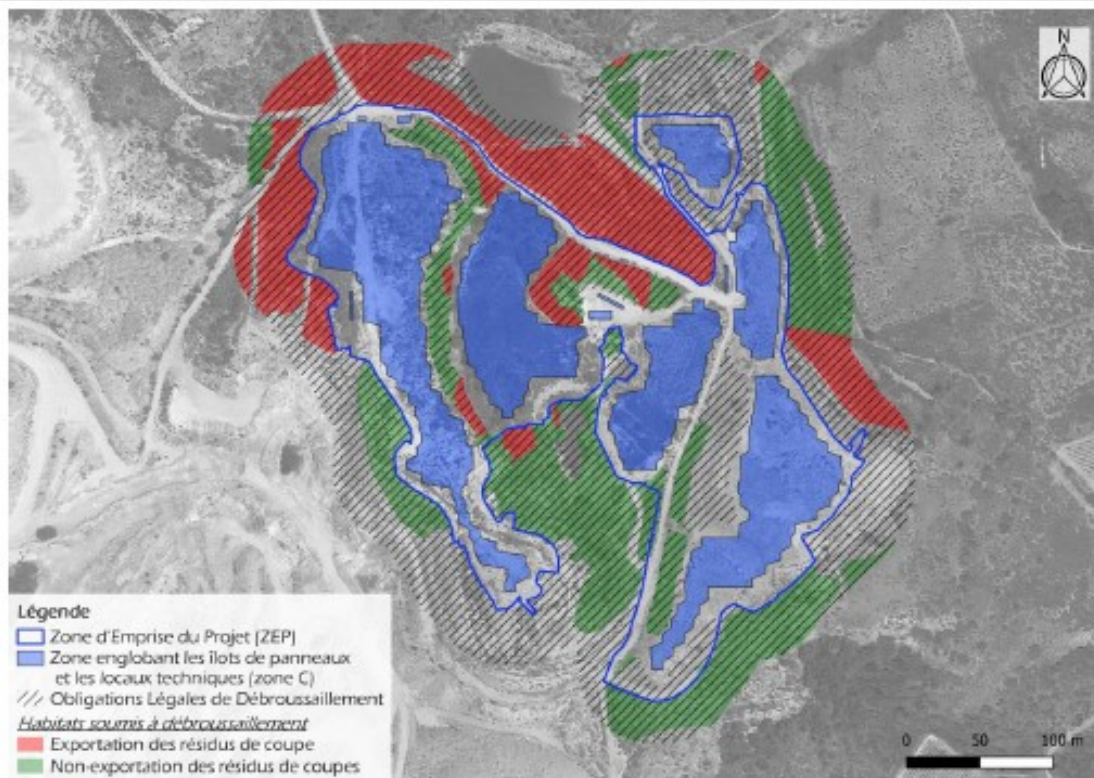 N
Légende
Zone d'Emprise du Projet (ZEP)
Zone englobant les îlots de panneaux
et les locaux techniques (zone C)
Obligations Légales de Débroussaillement
Habitats soumis à débroussaillement
Exportation des résidus de coupe
Non-exportation des résidus de coupes
0 50 100 m